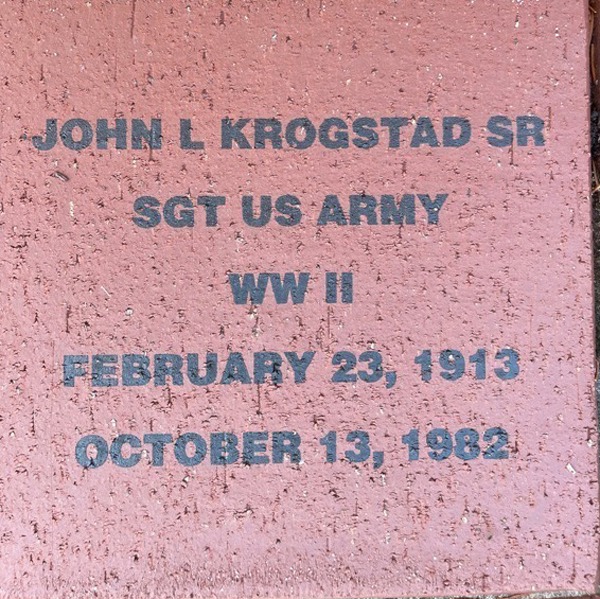 JOHN L KROGSTAD SR
SGT US ARMY
WW II
FEBRUARY 23, 1913
OCTOBER 13, 1982